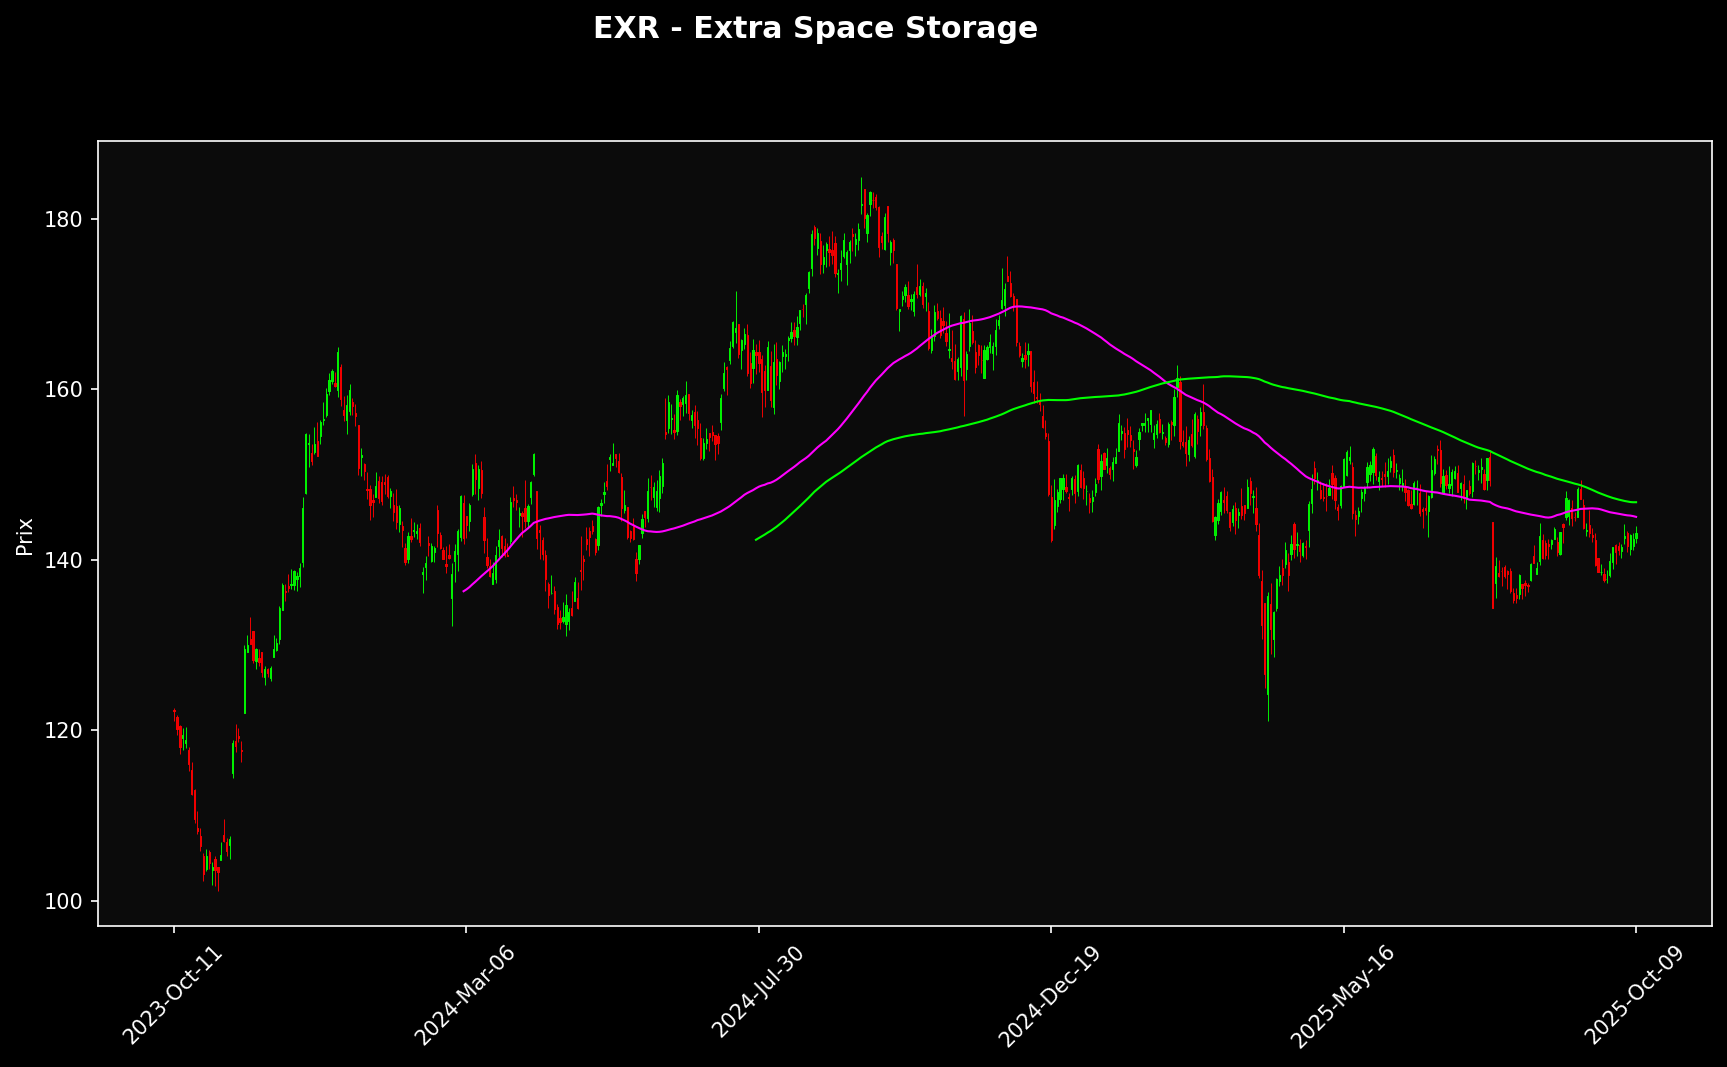 EXR - Extra Space Storage
Prix
180
160
140
120
100
2023-Oct-11
2024-Mar-06
2024-Jul-30
2024-Dec-19
2025-May-16
2025-Oct-09